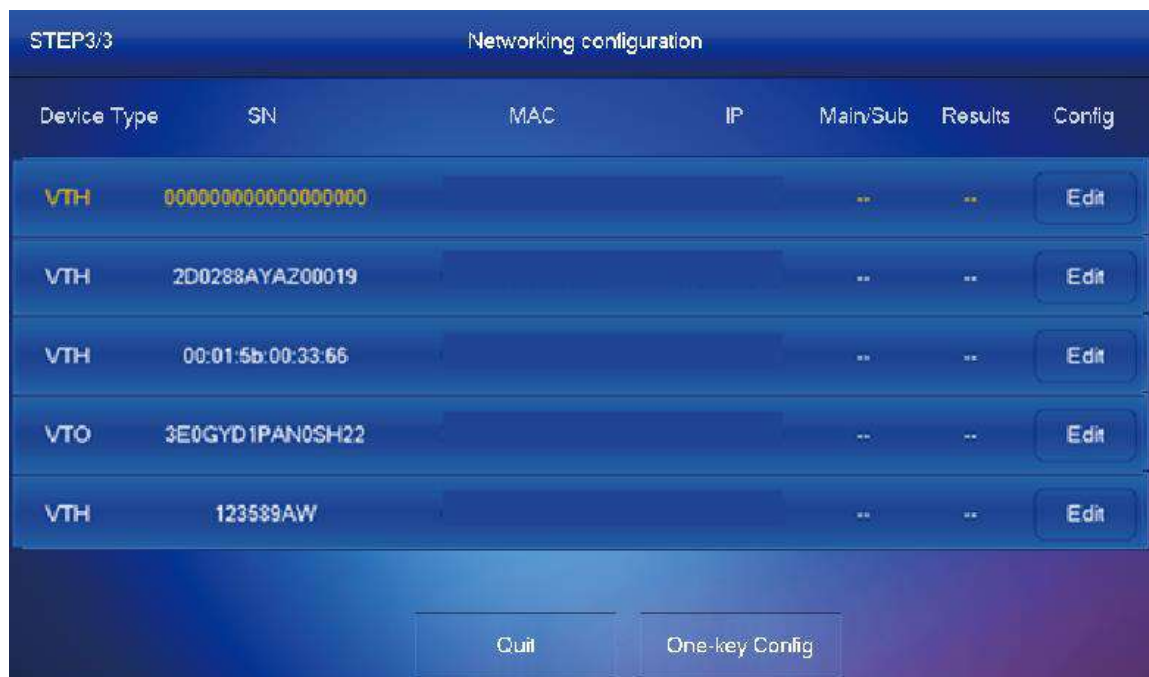 STEP3/3 Networking configuration
Device Type SN MAC IP Main/Sub Results Config
VTH 000000000000000000 -- -- Edit
VTH 2D0288AYAZ00019 -- -- Edit
VTH 00:01:5b:00:33:66 -- -- Edit
VTO 3E0GYD1PAN0SH22 -- -- Edit
VTH 123589AW -- -- Edit
Quit One-key Config